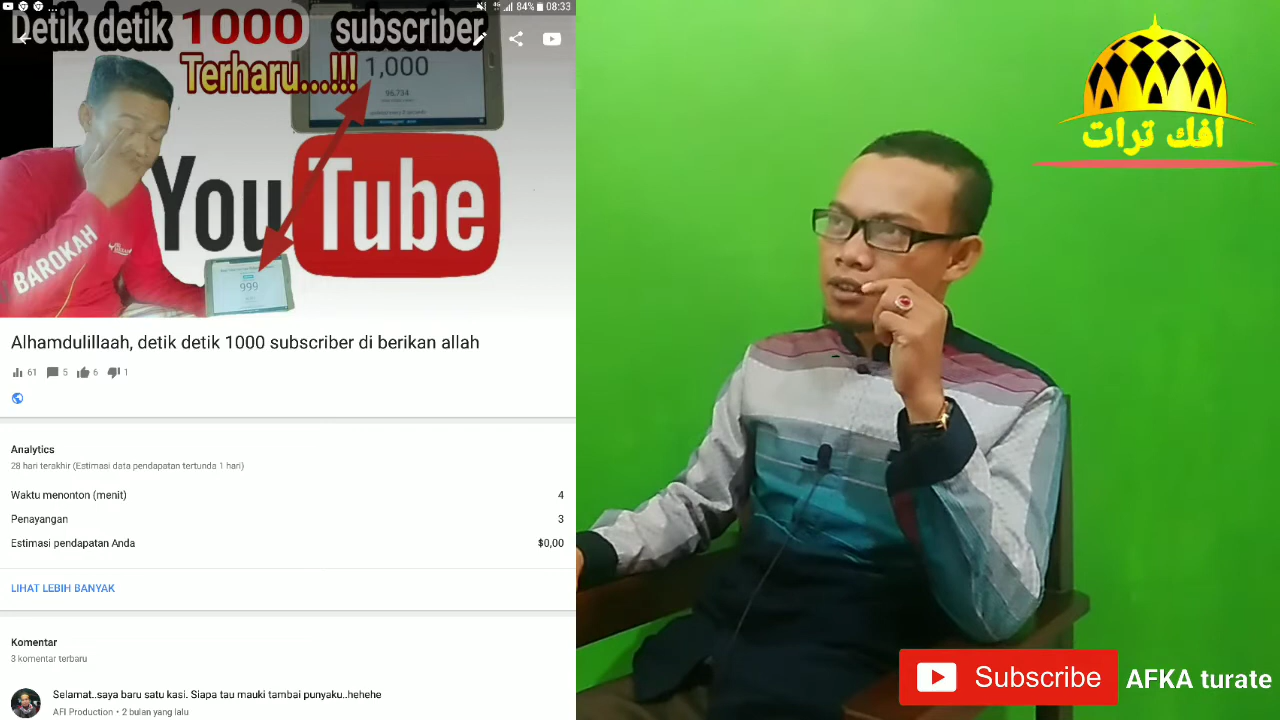 84% 08:33
Detik detik 1000 subscriber
Terharu...!!!
1,000
96,734
YouTube
BAROKAH
999
Alhamdulillaah, detik detik 1000 subscriber di berikan allah
61 5 6 1
Analytics
28 hari terakhir (Estimasi data pendapatan tertunda 1 hari)
Waktu menonton (menit) 4
Penayangan 3
Estimasi pendapatan Anda $0,00
LIHAT LEBIH BANYAK
Komentar
3 komentar terbaru
Selamat..saya baru satu kasi. Siapa tau mauki tambai punyaku..hehehe
AFI Production • 2 bulan yang lalu
افك ترات
Subscribe AFKA turate